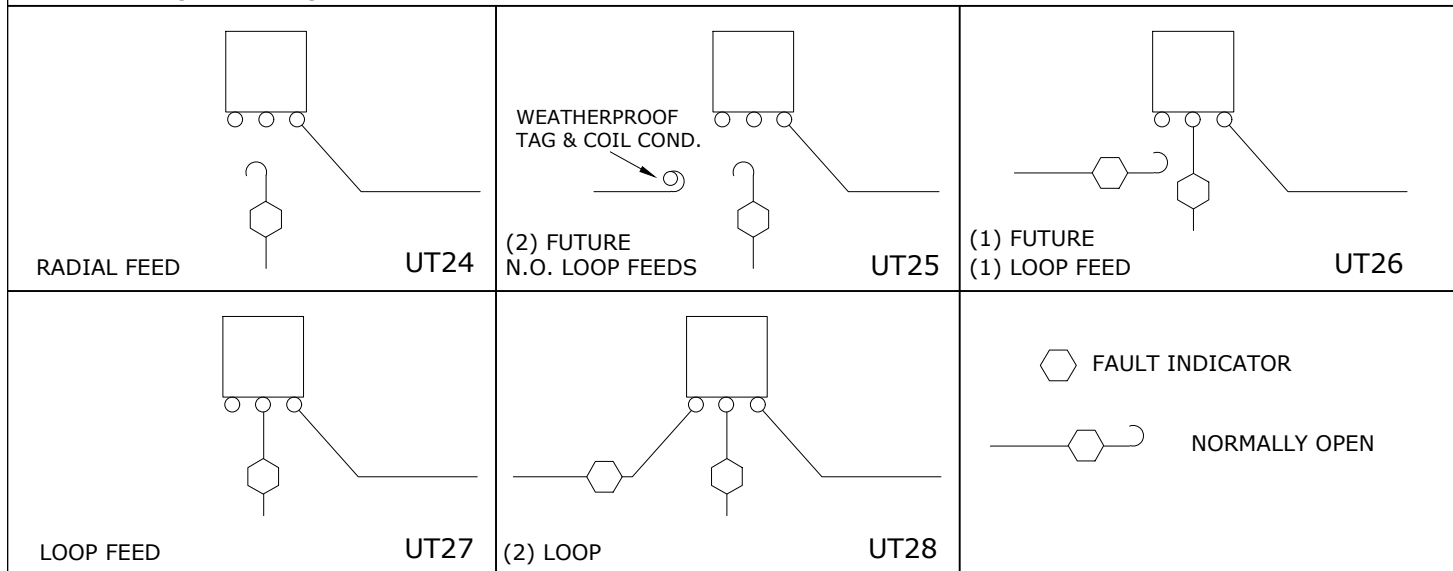 RADIAL FEED
UT24
WEATHERPROOF
TAG & COIL COND.
(2) FUTURE
N.O. LOOP FEEDS
UT25
(1) FUTURE
(1) LOOP FEED
UT26
LOOP FEED
UT27
(2) LOOP
UT28
FAULT INDICATOR
NORMALLY OPEN